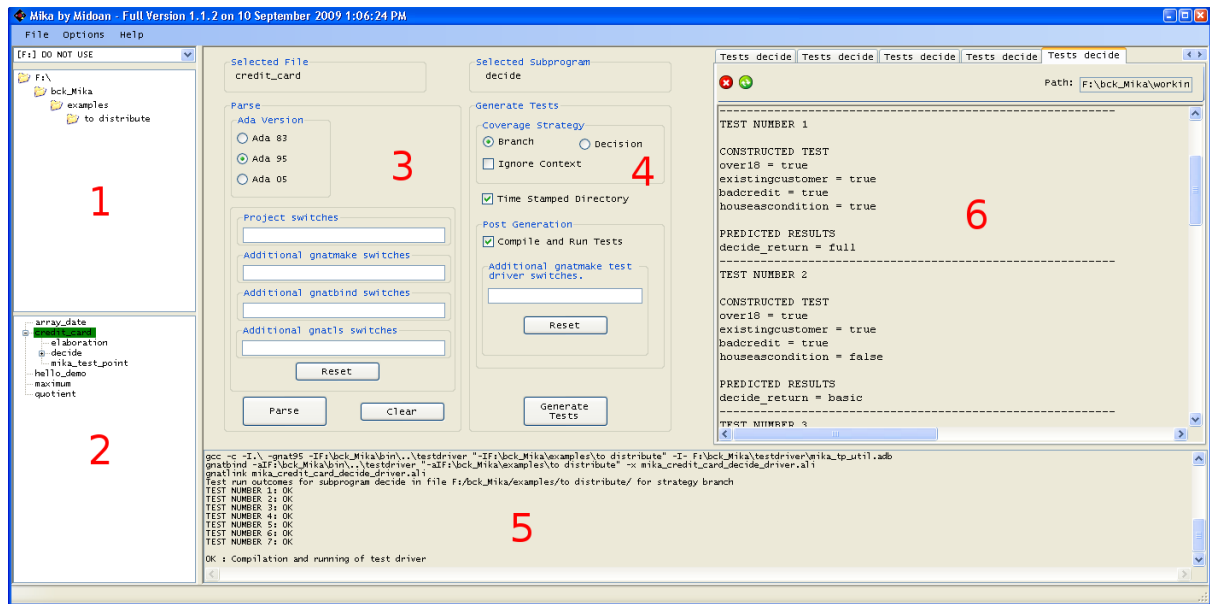 Mika by Midoan - Full Version 1.1.2 on 10 September 2009 1:06:24 PM
File Options Help
[F:] DO NOT USE
F:\
bck_Mika
examples
to distribute
1
array_date
credit_card
elaboration
decide
mika_test_point
hello_demo
maximum
quotient
2
Selected File
credit_card
Parse
Ada Version
Ada 83
Ada 95
Ada 05
3
Project switches
Additional gnatmake switches
Additional gnatbind switches
Additional gnatls switches
Reset
Parse
Clear
Selected Subprogram
decide
Generate Tests
Coverage Strategy
Branch
Decision
Ignore Context
4
Time Stamped Directory
Post Generation
Compile and Run Tests
Additional gnatmake test
driver switches.
Reset
Generate
Tests
Tests decide Tests decide Tests decide Tests decide Tests decide
Path: F:\bck_Mika\workin
TEST NUMBER 1
CONSTRUCTED TEST
over18 = true
existingcustomer = true
badcredit = true
houseascondition = true
6
PREDICTED RESULTS
decide_return = full
TEST NUMBER 2
CONSTRUCTED TEST
over18 = true
existingcustomer = true
badcredit = true
houseascondition = false
PREDICTED RESULTS
decide_return = basic
TEST NUMBER 3
gcc -c -I.\ -gnat95 -IF:\bck_Mika\bin\..\testdriver "-IF:\bck_Mika\examples\to distribute" -I- F:\bck_Mika\testdriver\mika_tp_util.adb
gnatbind -aIF:\bck_Mika\bin\..\testdriver "-aIF:\bck_Mika\examples\to distribute" -x mika_credit_card_decide_driver.ali
gnatlink mika_credit_card_decide_driver.ali
Test run outcomes for subprogram decide in file F:/bck_Mika/examples/to distribute/ for strategy branch
TEST NUMBER 1: OK
TEST NUMBER 2: OK
TEST NUMBER 3: OK
TEST NUMBER 4: OK
TEST NUMBER 5: OK
TEST NUMBER 6: OK
TEST NUMBER 7: OK
5
OK : Compilation and running of test driver